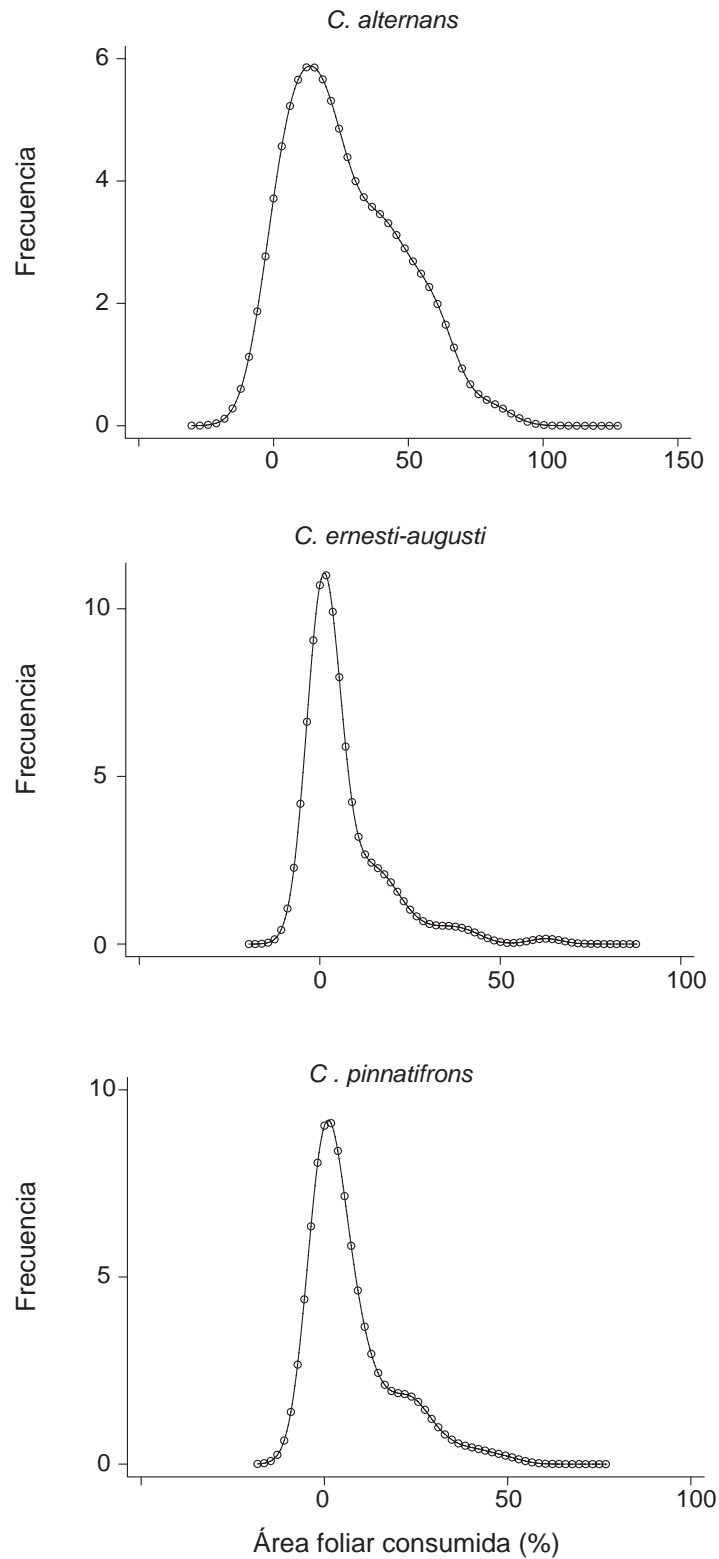 C. alternans
6
4
2
0
Frecuencia
0 50 100 150
C. ernesti-augusti
10
5
0
Frecuencia
0 50 100
C . pinnatifrons
10
5
0
Frecuencia
0 50 100
Área foliar consumida (%)